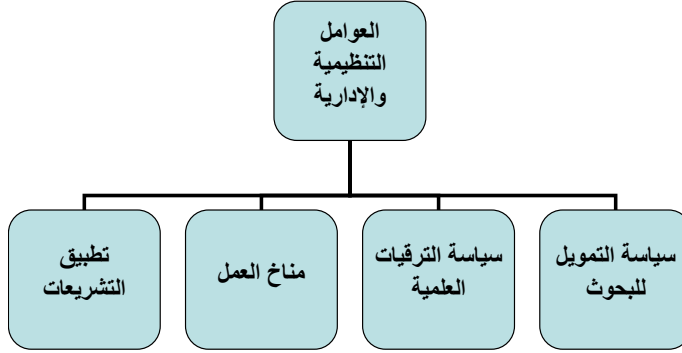 العوامل
التنظيمية
والإدارية
سياسة التمويل
للبحوث
سياسة الترقيات
العلمية
مناخ العمل
تطبيق
التشريعات